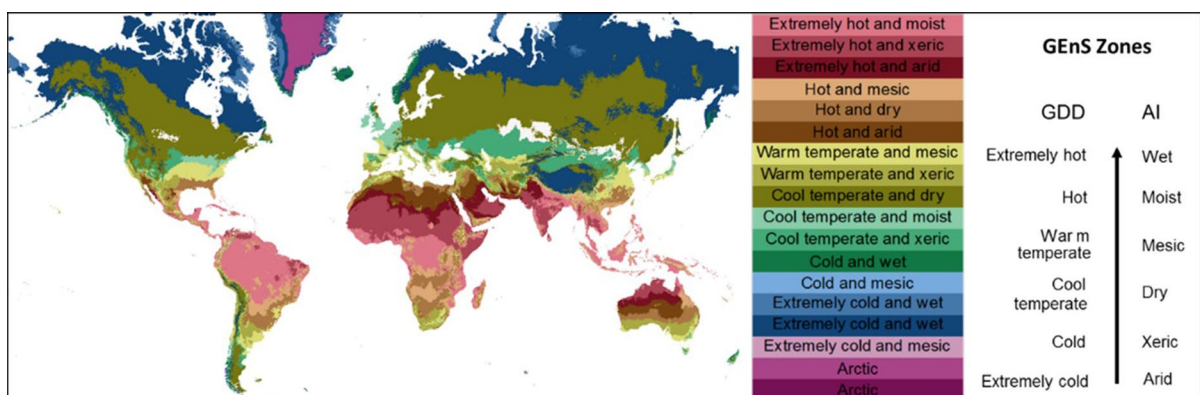 Extremely hot and moist
Extremely hot and xeric
Extremely hot and arid
Hot and mesic
Hot and dry
Hot and arid
Warm temperate and mesic
Warm temperate and xeric
Cool temperate and dry
Cool temperate and moist
Cool temperate and xeric
Cold and wet
Cold and mesic
Extremely cold and wet
Extremely cold and wet
Extremely cold and mesic
Arctic
Arctic
GEnS Zones
GDD AI
Extremely hot Wet
Hot Moist
Warm
temperate Mesic
Cool
temperate Dry
Cold Xeric
Extremely cold Arid